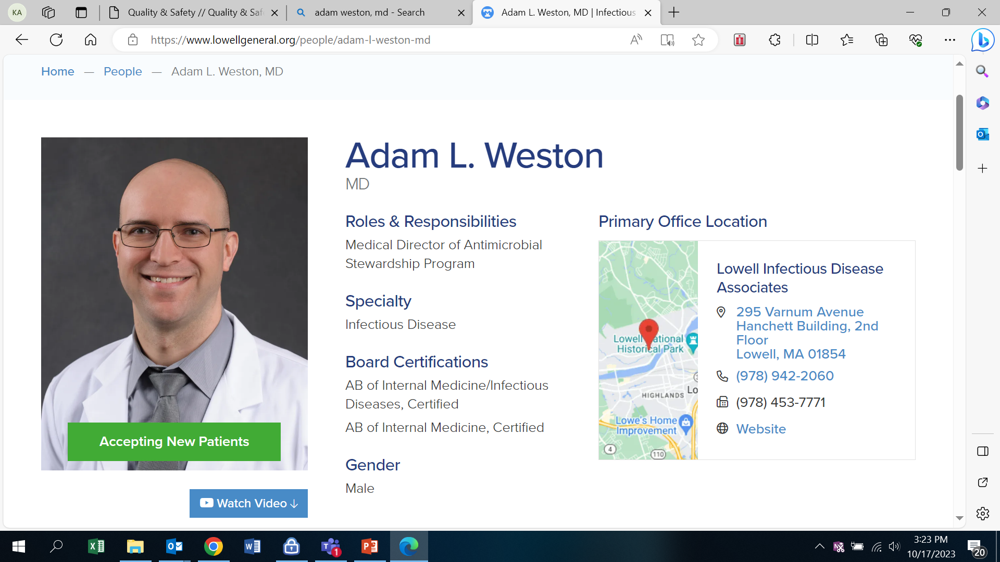 KA
Quality & Safety // Quality & Saf
adam weston, md - Search
Adam L. Weston, MD | Infectious
https://www.lowellgeneral.org/people/adam-l-weston-md
Home — People — Adam L. Weston, MD
Adam L. Weston
MD
Roles & Responsibilities
Medical Director of Antimicrobial
Stewardship Program
Specialty
Infectious Disease
Board Certifications
AB of Internal Medicine/Infectious
Diseases, Certified
AB of Internal Medicine, Certified
Gender
Male
Accepting New Patients
Watch Video
Primary Office Location
Lowell National
Historical Park
HIGHLANDS
Lo
Lowe's Home
Improvement
4
110
Lowell Infectious Disease
Associates
295 Varnum Avenue
Hanchett Building, 2nd
Floor
Lowell, MA 01854
(978) 942-2060
(978) 453-7771
Website
1
3:23 PM
10/17/2023
20